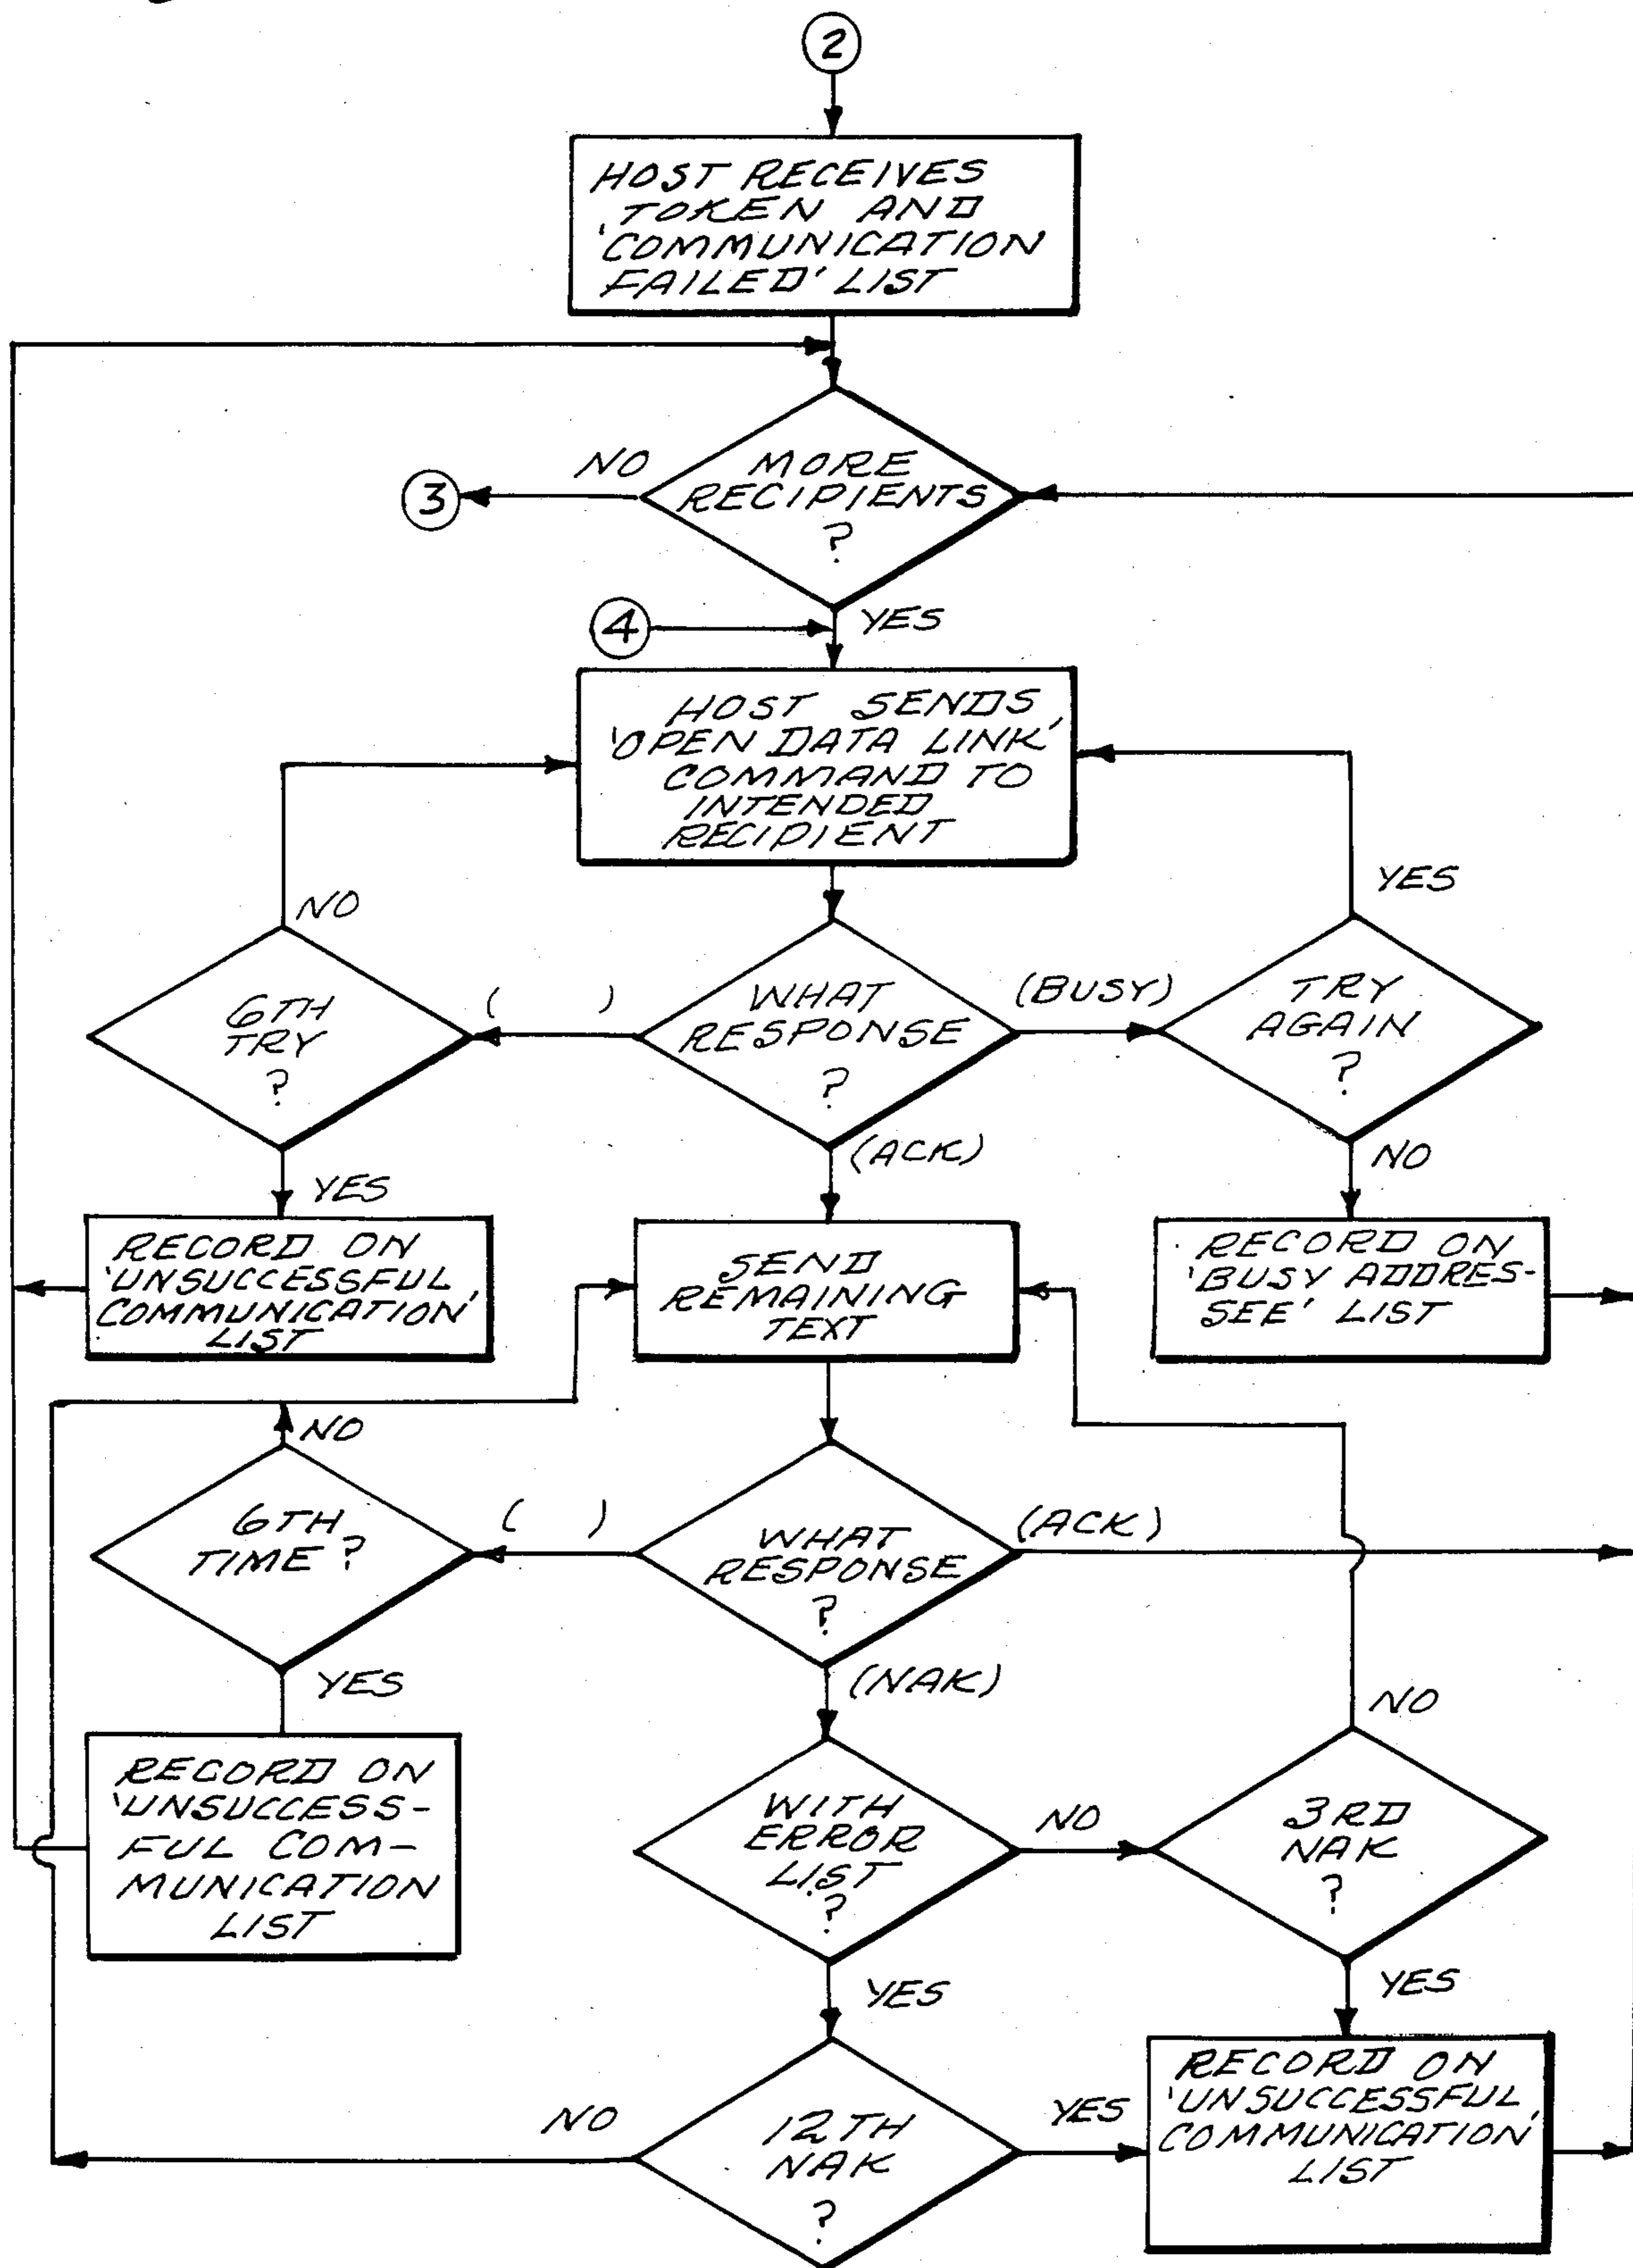 2
HOST RECEIVES
TOKEN AND
'COMMUNICATION
FAILED' LIST
NO
MORE
RECIPIENTS
?
3
4
YES
HOST SENDS
'OPEN DATA LINK'
COMMAND TO
INTENDED
RECIPIENT
NO
YES
6TH
TRY
?
( )
WHAT
RESPONSE
?
(BUSY)
TRY
AGAIN
?
YES
(ACK)
NO
RECORD ON
'UNSUCCESSFUL
COMMUNICATION'
LIST
SEND
REMAINING
TEXT
RECORD ON
'BUSY ADDRES-
SEE' LIST
NO
6TH
TIME ?
( )
WHAT
RESPONSE
?
(ACK)
YES
(NAK)
NO
RECORD ON
'UNSUCCESS-
FUL COM-
MUNICATION
LIST
WITH
ERROR
LIST
?
NO
3RD
NAK
?
YES
YES
NO
12TH
NAK
?
YES
RECORD ON
'UNSUCCESSFUL
COMMUNICATION'
LIST